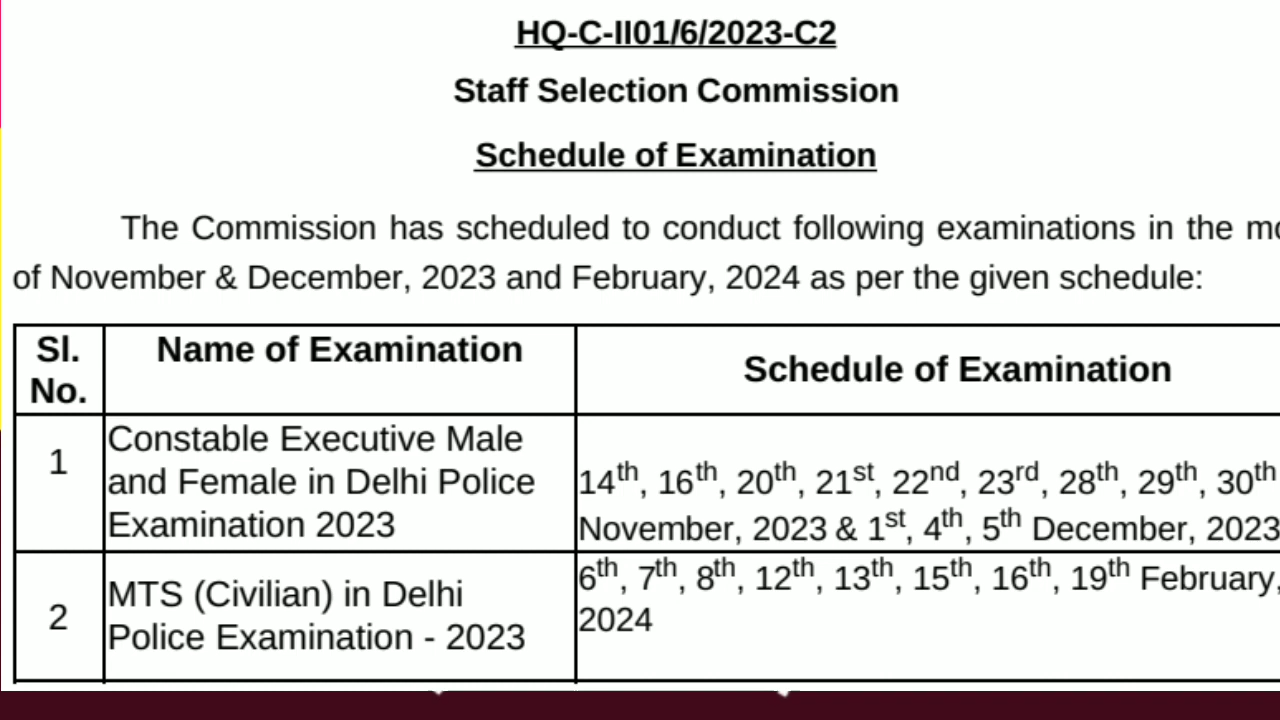 HQ-C-II01/6/2023-C2
Staff Selection Commission
Schedule of Examination
The Commission has scheduled to conduct following examinations in the
of November & December, 2023 and February, 2024 as per the given schedule:
Sl.
No.
Name of Examination
Schedule of Examination
1
Constable Executive Male
and Female in Delhi Police
Examination 2023
14th, 16th, 20th, 21st, 22nd, 23rd, 28th, 29th, 30th
November, 2023 & 1st, 4th, 5th December, 2023
2
MTS (Civilian) in Delhi
Police Examination - 2023
6th, 7th, 8th, 12th, 13th, 15th, 16th, 19th February,
2024